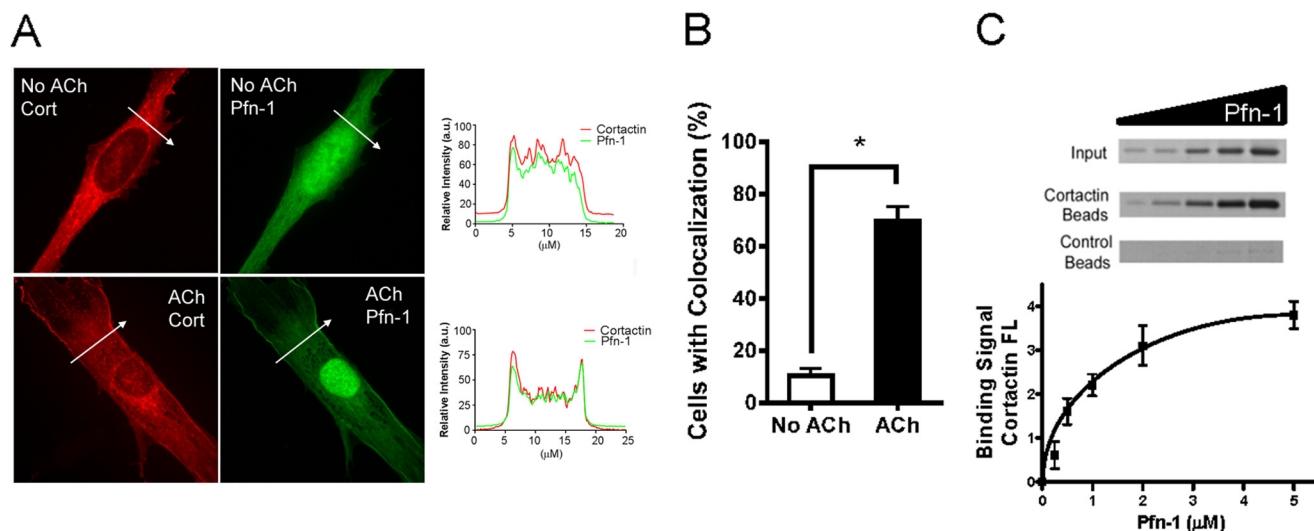 A
No ACh
Cort
No ACh
Pfn-1
ACh
Cort
ACh
Pfn-1
Relative Intensity (a.u.)
100
80
60
40
20
0
0
5
10
15
20
(μM)
Cortactin
Pfn-1
Relative Intensity (a.u.)
100
75
50
25
0
0
5
10
15
20
25
(μM)
Cortactin
Pfn-1
B
Cells with Colocalization (%)
100
80
60
40
20
0
*
No ACh
ACh
C
Pfn-1
Input
Cortactin
Beads
Control
Beads
Binding Signal
Cortactin FL
4
3
2
1
0
0
1
2
3
4
5
Pfn-1 (μM)